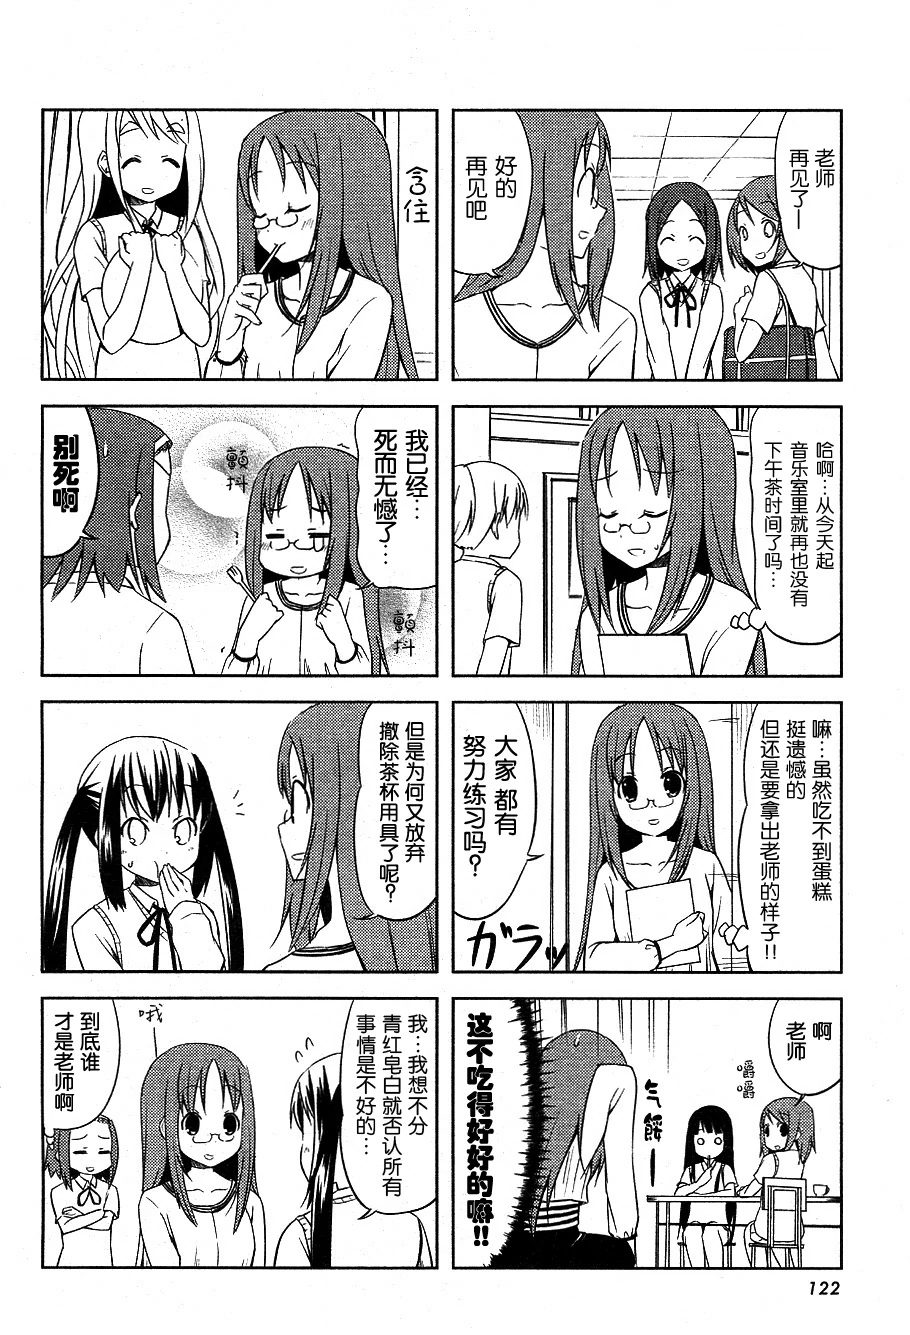 老师
再见了ー
好的
再见吧
哈啊…从今天起
音乐室里就再也没有
下午茶时间了吗…
嘛…虽然吃不到蛋糕
挺遗憾的
但还是要拿出老师的样子!!
大家 都有
努力练习吗?
ガラッ
啊
老师
嚼
嚼
气馁ー
这不吃得好好的嘛!!
含住
我已经…
死而无憾了…
顫抖
顫抖
别死啊
但是为何又放弃
撤除茶杯用具了呢?
我…我想不分
青红皂白就否认所有
事情是不好的…
哦
到底谁
才是老师啊
122